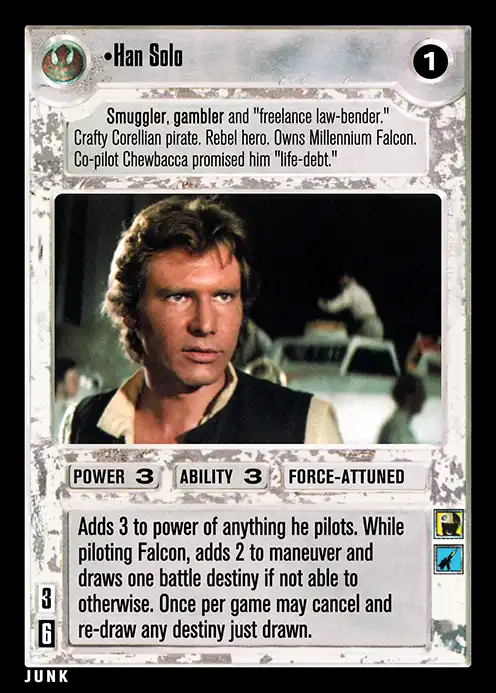 •Han Solo
1
Smuggler, gambler and "freelance law-bender."
Crafty Corellian pirate. Rebel hero. Owns Millennium Falcon.
Co-pilot Chewbacca promised him "life-debt."
POWER 3 ABILITY 3 FORCE-ATTUNED
Adds 3 to power of anything he pilots. While
piloting Falcon, adds 2 to maneuver and
draws one battle destiny if not able to
otherwise. Once per game may cancel and
re-draw any destiny just drawn.
3
6
JUNK